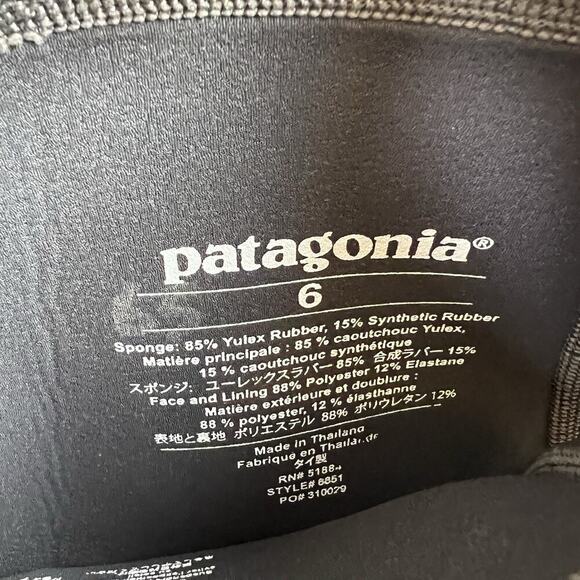 patagonia®
6
Sponge: 85% Yulex Rubber, 15% Synthetic Rubber
Matière principale : 85 % caoutchouc Yulex,
15 % caoutchouc synthétique
スポンジ: ユーレックスラバー 85% 合成ラバー 15%
Face and Lining 88% Polyester 12% Elastane
Matière extérieure et doublure :
88 % polyester, 12 % élasthanne
表地と裏地 ポリエステル 88% ポリウレタン 12%
Made in Thailand
Fabriqué en
タイ製
RN# 51884
STYLE# 6851
PO# 310029